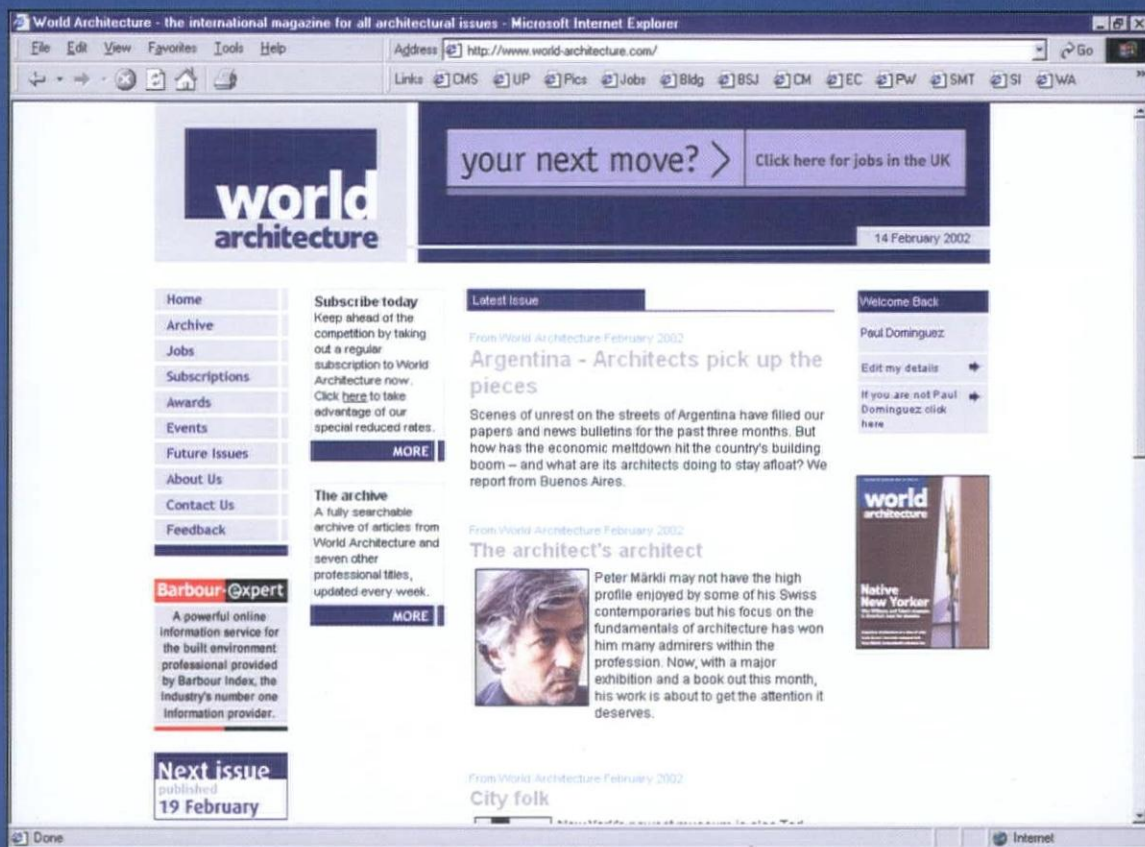 World Architecture - the international magazine for all architectural issues - Microsoft Internet Explorer
File Edit View Favorites Tools Help
Address http://www.world-architecture.com/
Go
Links CMS UP Pics Jobs Bldg BSJ CM EC PW SMT SI WA
world
architecture
your next move? > Click here for jobs in the UK
14 February 2002
Home
Archive
Jobs
Subscriptions
Awards
Events
Future Issues
About Us
Contact Us
Feedback
Barbour-expert
A powerful online
information service for
the built environment
professional provided
by Barbour Index, the
industry's number one
information provider.
Next issue
published
19 February
Subscribe today
Keep ahead of the
competition by taking
out a regular
subscription to World
Architecture now.
Click here to take
advantage of our
special reduced rates.
MORE
The archive
A fully searchable
archive of articles from
World Architecture and
seven other
professional titles,
updated every week.
MORE
Latest Issue
From World Architecture February 2002
Argentina - Architects pick up the
pieces
Scenes of unrest on the streets of Argentina have filled our
papers and news bulletins for the past three months. But
how has the economic meltdown hit the country's building
boom – and what are its architects doing to stay afloat? We
report from Buenos Aires.
From World Architecture February 2002
The architect's architect
Peter Märkli may not have the high
profile enjoyed by some of his Swiss
contemporaries but his focus on the
fundamentals of architecture has won
him many admirers within the
profession. Now, with a major
exhibition and a book out this month,
his work is about to get the attention it
deserves.
From World Architecture February 2002
City folk
Welcome Back
Paul Dominguez
Edit my details
If you are not Paul
Dominguez click
here
world
architecture
Native
New Yorker
Done
Internet